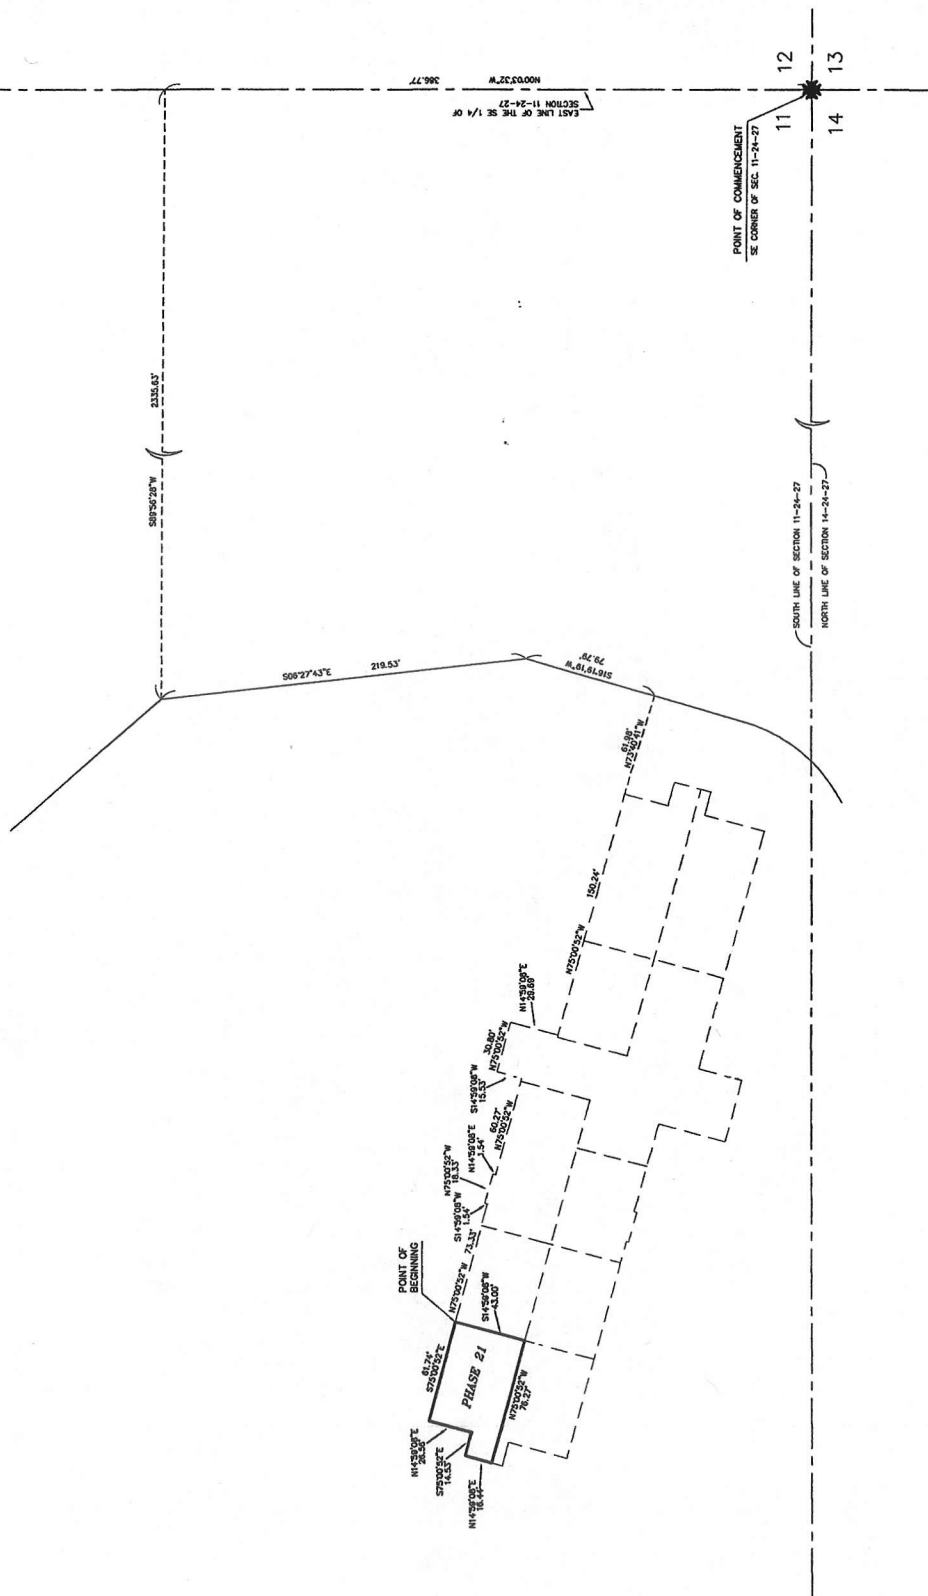 N00°03'32"W
386.77'
EAST LINE OF THE SE 1/4 OF
SECTION 11-24-27
12
13
11
14
POINT OF COMMENCEMENT
SE CORNER OF SEC. 11-24-27
2335.63'
S89°56'28"W
SOUTH LINE OF SECTION 11-24-27
NORTH LINE OF SECTION 14-24-27
S06°27'43"E
219.53'
S16°19'19"W
79.79'
61.98'
N73°40'41"W
150.24'
N75°00'52"W
N14°59'08"E
29.69'
30.80'
N75°00'52"W
S14°59'08"W
15.53'
60.27'
N75°00'52"W
N14°59'08"E
1.54'
N75°00'52"W
18.33'
S14°59'08"W
1.54'
73.33'
N75°00'52"W
POINT OF
BEGINNING
S14°59'08"W
43.00'
61.74'
S75°00'52"E
PHASE 21
N75°00'52"W
76.27'
N14°59'08"E
26.56'
S75°00'52"E
14.53'
N14°59'08"E
16.44'